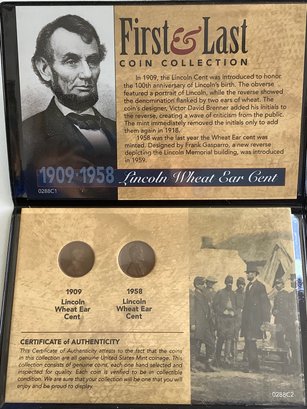 First & Last
COIN COLLECTION
In 1909, the Lincoln Cent was introduced to honor
the 100th anniversary of Lincoln's birth. The obverse
featured a portrait of Lincoln, while the reverse showed
the denomination flanked by two ears of wheat. The
coin's designer, Victor David Brenner added his Initials to
the reverse, creating a wave of criticism from the public.
The mint immediately removed the initials only to add
them again in 1918.
1958 was the last year the Wheat Ear cent was
minted. Designed by Frank Gasparro, a new reverse
depicting the Lincoln Memorial building, was introduced
in 1959.
1909-1958 Lincoln Wheat Ear Cent
0288C1
1909
Lincoln
Wheat Ear
Cent
1958
Lincoln
Wheat Ear
Cent
CERTIFICATE of AUTHENTICITY
This Certificate of Authenticity attests to the fact that the coins
in this collection are all genuine United States Mint coinage. This
collection consists of genuine coins, each one hand selected and
inspected for quality. Each coin is verified to be in collectible
condition. We are sure that your collection will be one that you will
enjoy and be proud to display.
0288C2